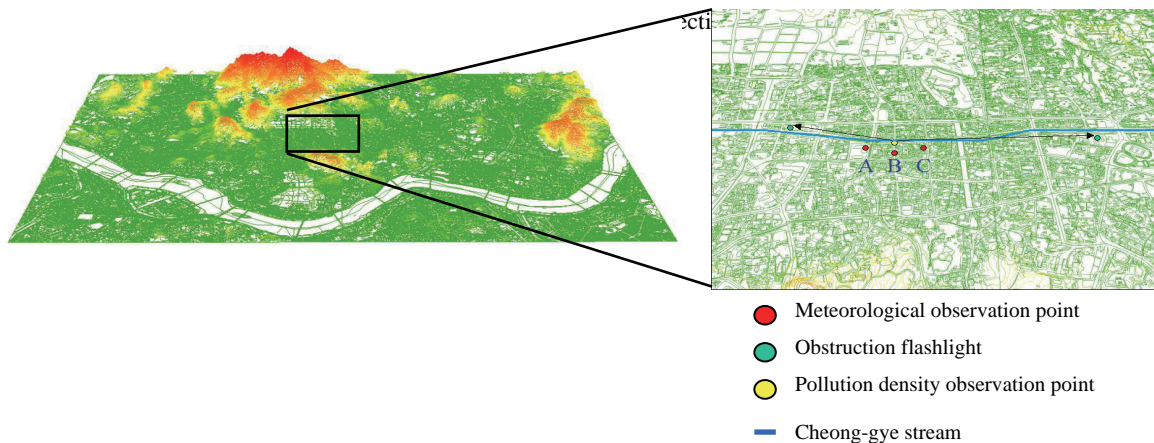 A B C
Meteorological observation point
Obstruction flashlight
Pollution density observation point
Cheong-gye stream